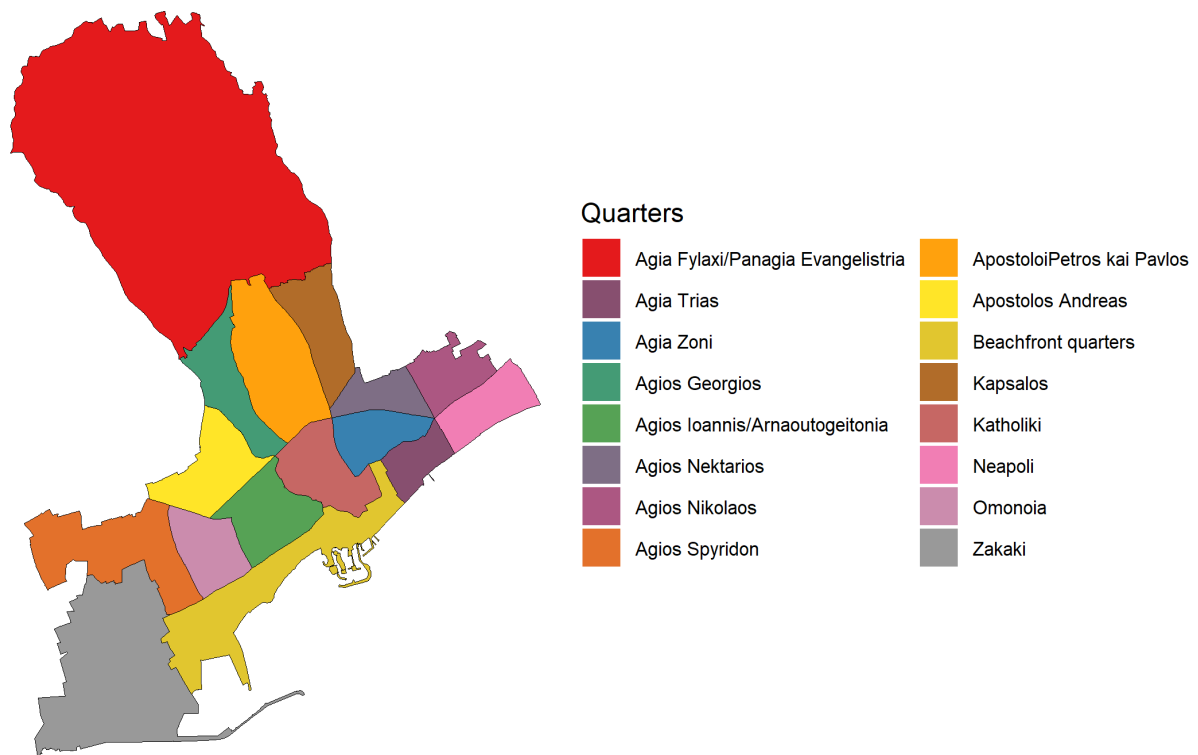 Quarters
Agia Fylaxi/Panagia Evangelistria
Agia Trias
Agia Zoni
Agios Georgios
Agios Ioannis/Arnaoutogeitonia
Agios Nektarios
Agios Nikolaos
Agios Spyridon
ApostoloiPetros kai Pavlos
Apostolos Andreas
Beachfront quarters
Kapsalos
Katholiki
Neapoli
Omonoia
Zakaki